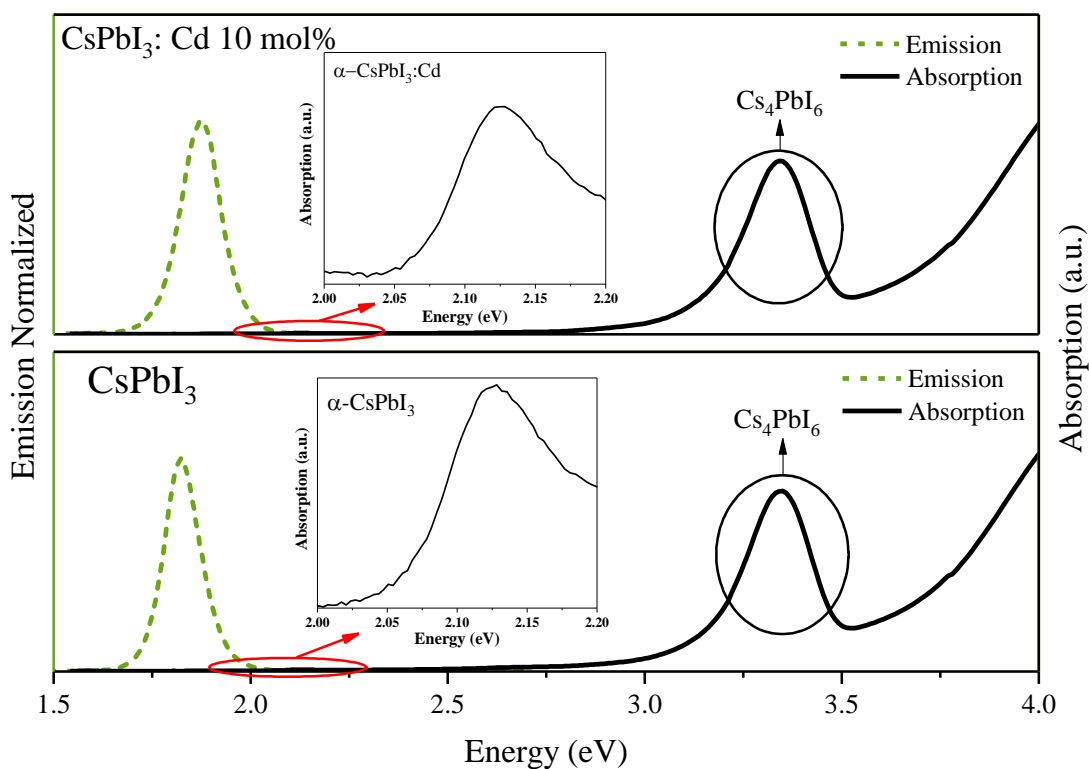 CsPbI₃: Cd 10 mol%
Emission
Absorption
Cs₄PbI₆
α–CsPbI₃:Cd
Absorption (a.u.)
2.00 2.05 2.10 2.15 2.20
Energy (eV)
CsPbI₃
Emission
Absorption
Cs₄PbI₆
α-CsPbI₃
Absorption (a.u.)
2.00 2.05 2.10 2.15 2.20
Energy (eV)
Emission Normalized
Absorption (a.u.)
1.5 2.0 2.5 3.0 3.5 4.0
Energy (eV)